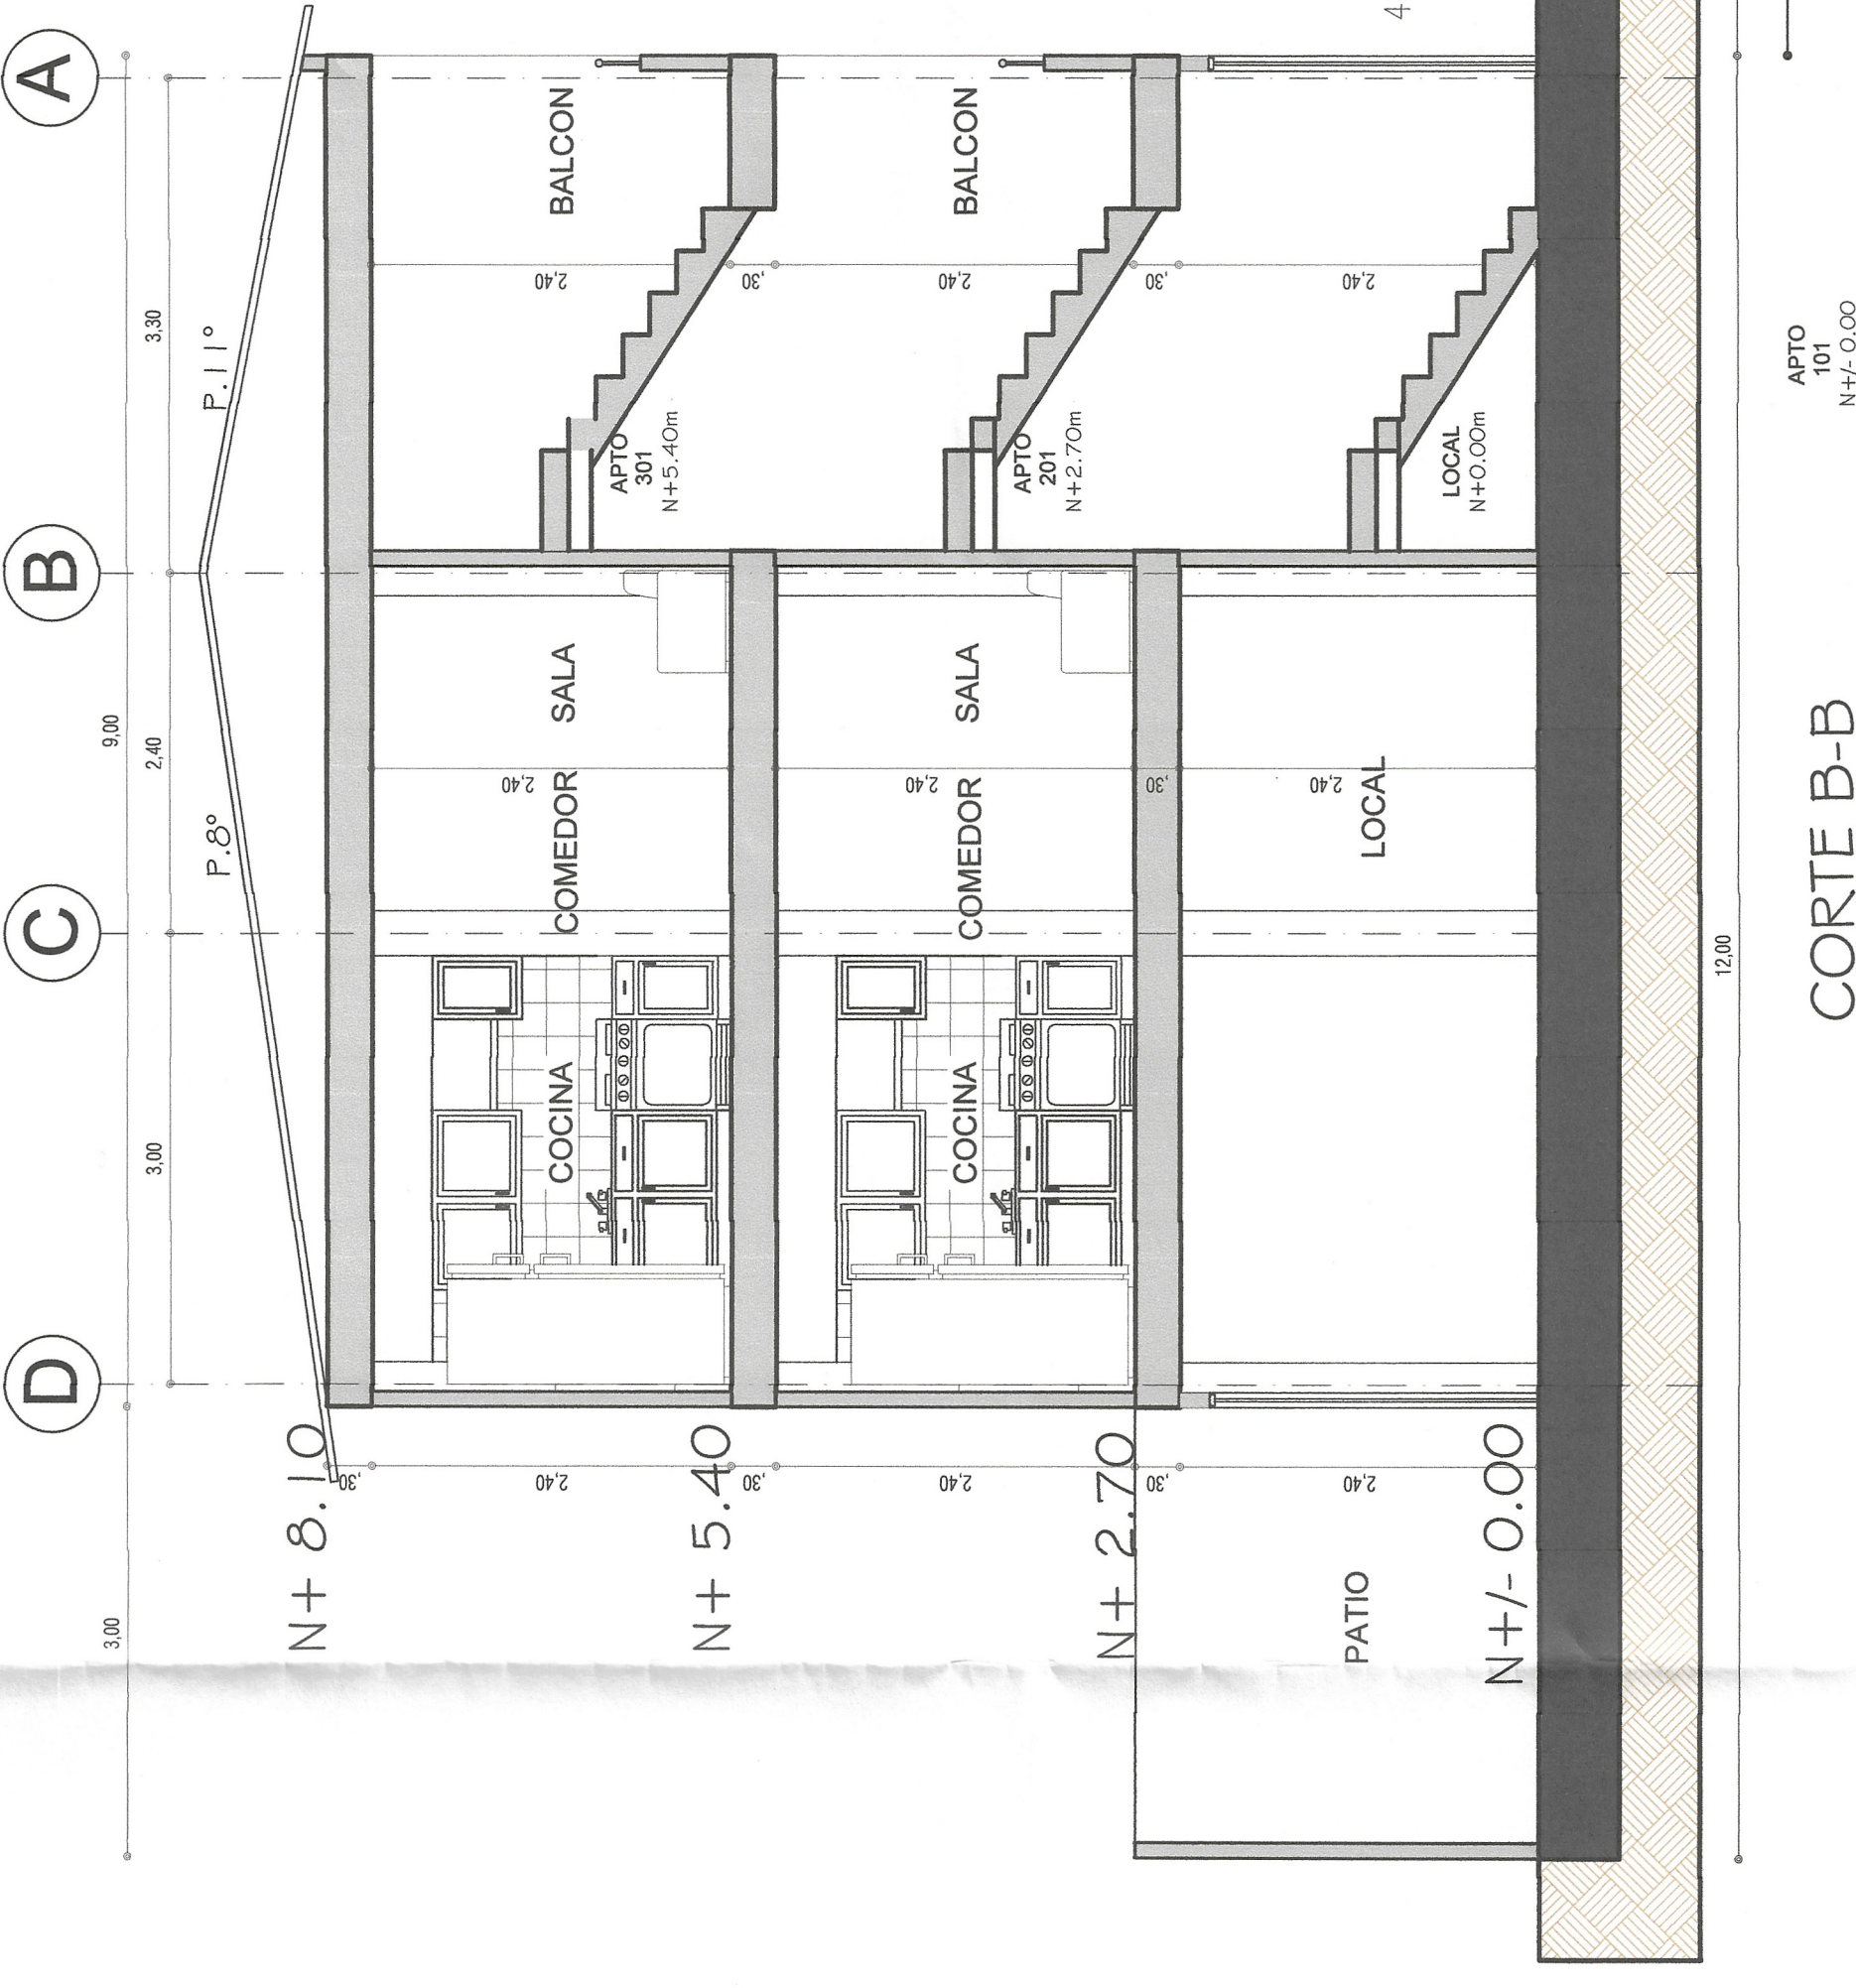 D
C
B
A
3,00
9,00
3,00
2,40
3,30
P.8°
P.11°
N+ 8.10
,30
2,40
2,40
2,40
COCINA
COMEDOR
SALA
BALCON
APTO
301
N+5.40m
N+ 5.40
,30
,30
2,40
2,40
2,40
COCINA
COMEDOR
SALA
BALCON
APTO
201
N+2.70m
N+ 2.70
,30
,30
,30
2,40
2,40
2,40
PATIO
LOCAL
LOCAL
N+0.00m
4
N+/- 0.00
12,00
APTO
101
N+/- 0.00
CORTE B-B